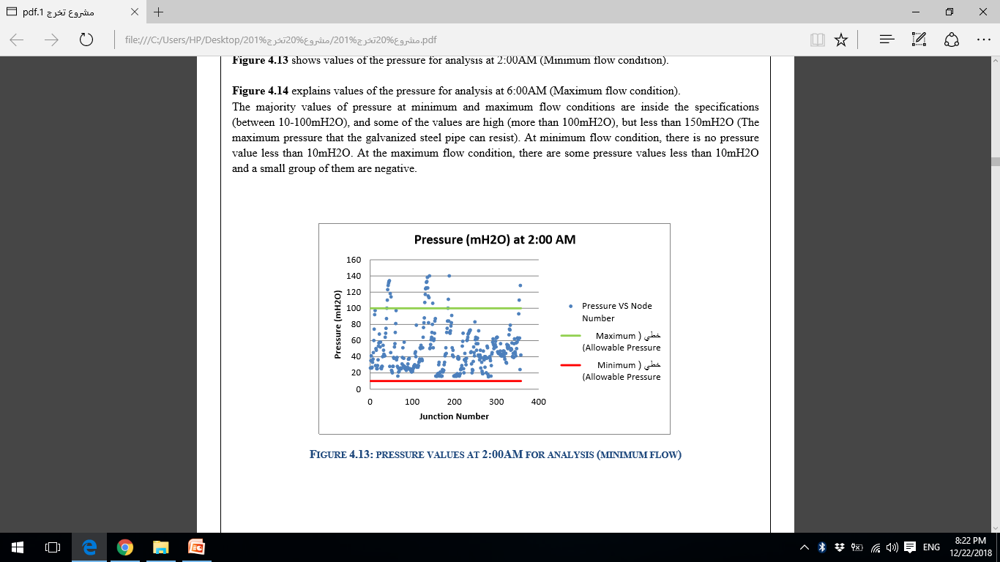 مشروع تخرج 1.pdf
file:///C:/Users/HP/Desktop/201%مشروع%20تخرج/201%مشروع%20تخرج.pdf
Figure 4.13 shows values of the pressure for analysis at 2:00AM (Minimum flow condition).
Figure 4.14 explains values of the pressure for analysis at 6:00AM (Maximum flow condition).
The majority values of pressure at minimum and maximum flow conditions are inside the specifications
(between 10-100mH2O), and some of the values are high (more than 100mH2O), but less than 150mH2O (The
maximum pressure that the galvanized steel pipe can resist). At minimum flow condition, there is no pressure
value less than 10mH2O. At the maximum flow condition, there are some pressure values less than 10mH2O
and a small group of them are negative.
Pressure (mH2O) at 2:00 AM
Pressure (mH2O)
160
140
120
100
80
60
40
20
0
0 100 200 300 400
Junction Number
Pressure VS Node
Number
خطي ( Maximum
Allowable Pressure)
خطي ( Minimum
Allowable Pressure)
FIGURE 4.13: PRESSURE VALUES AT 2:00AM FOR ANALYSIS (MINIMUM FLOW)
ENG
8:22 PM
12/22/2018